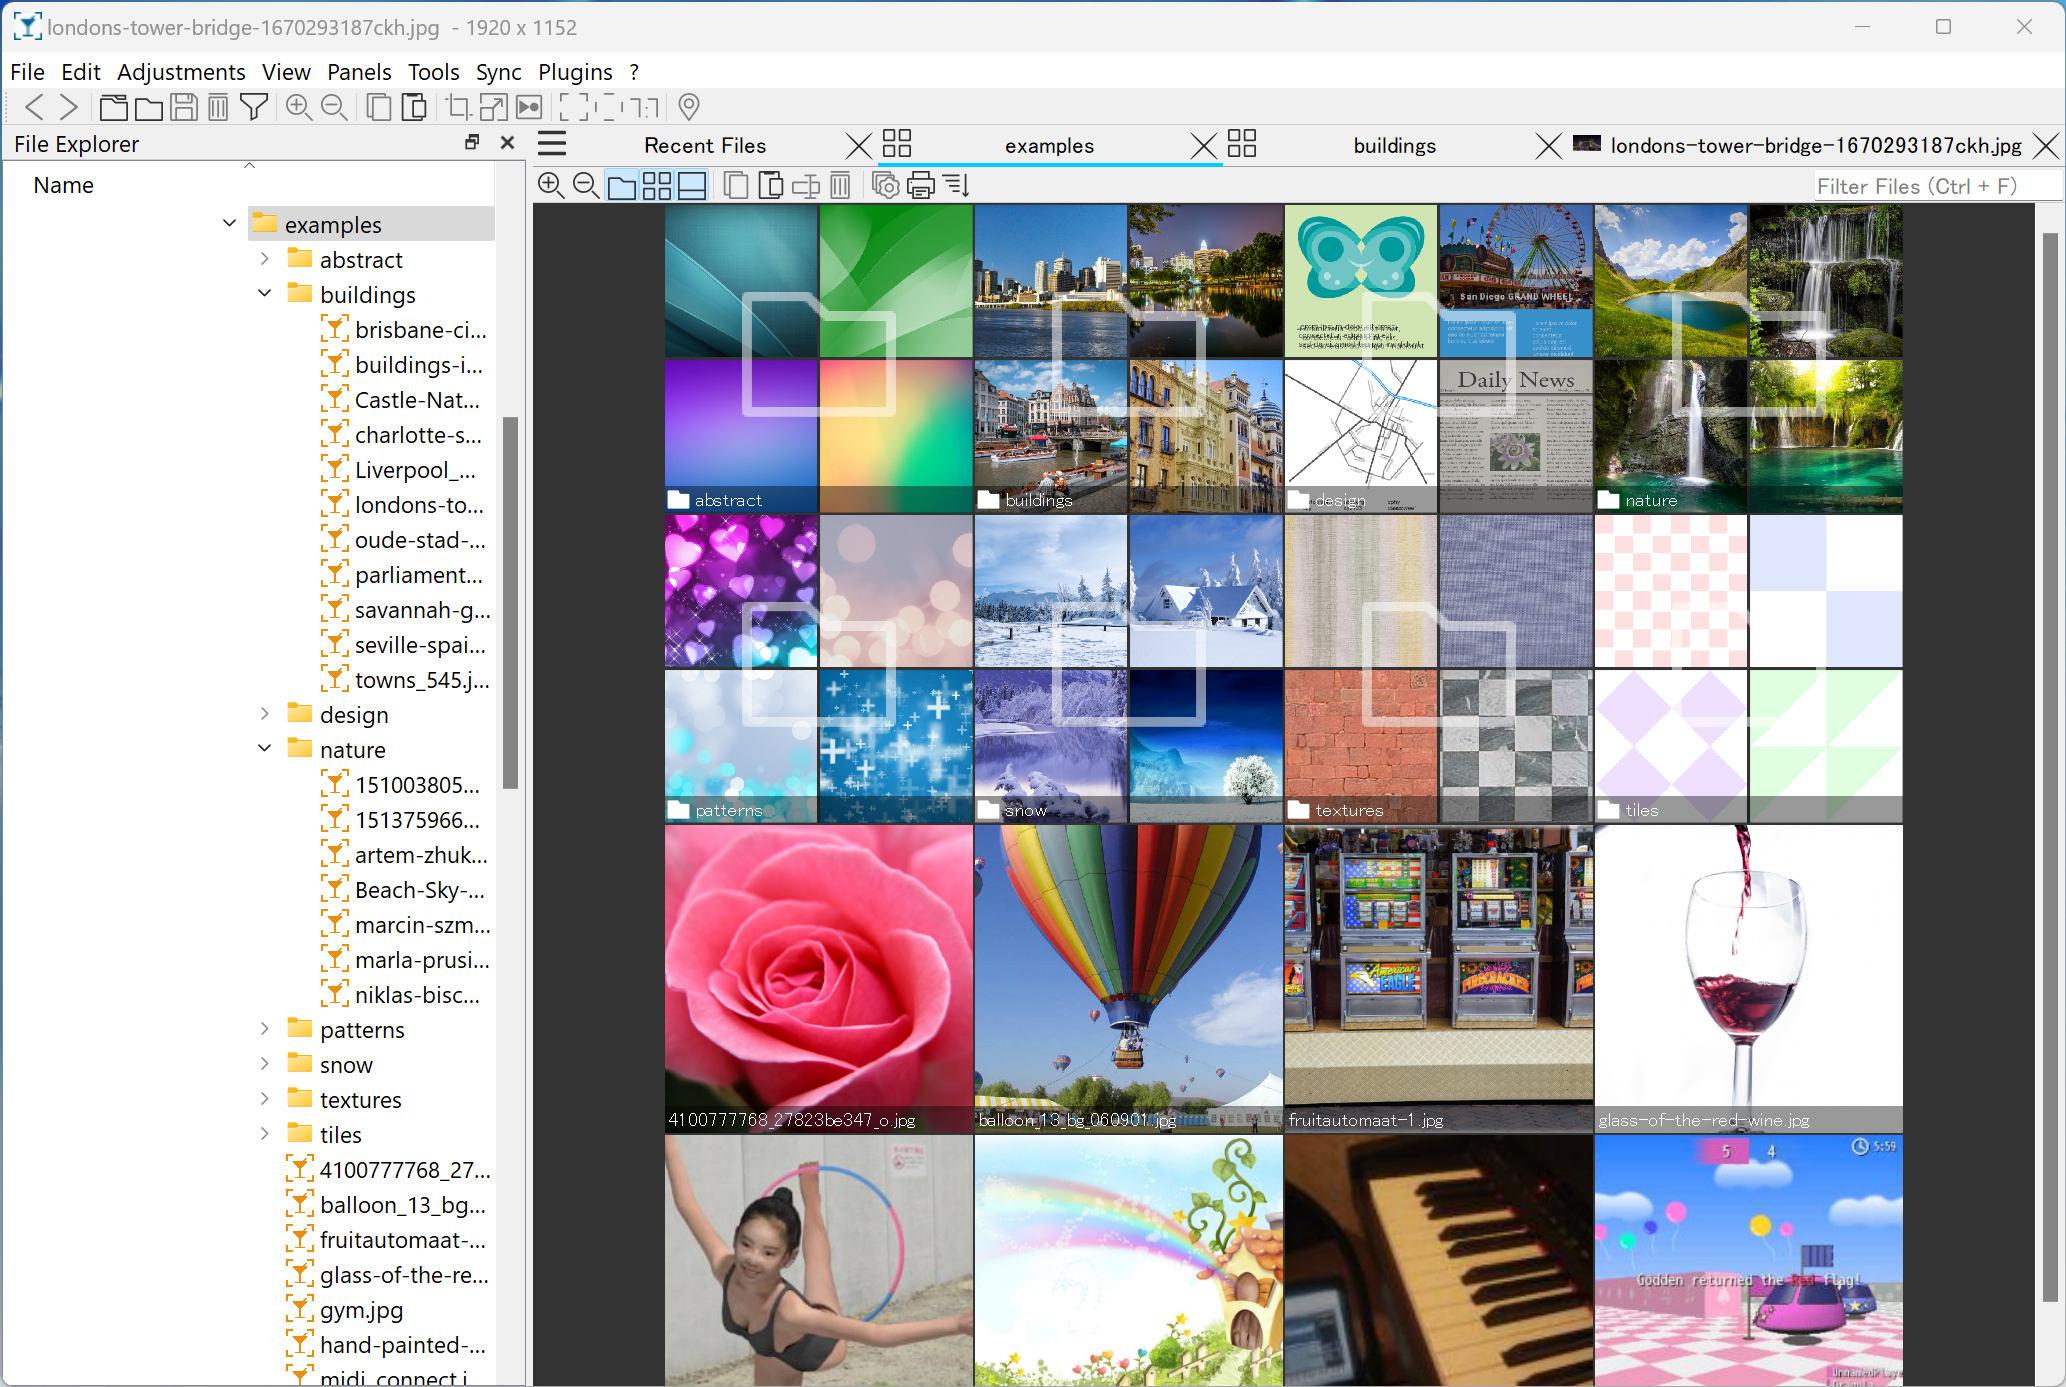 londons-tower-bridge-1670293187ckh.jpg - 1920 x 1152
File Edit Adjustments View Panels Tools Sync Plugins ?
File Explorer
Recent Files
examples
buildings
londons-tower-bridge-1670293187ckh.jpg
Filter Files (Ctrl + F)
Name
examples
abstract
buildings
brisbane-ci...
buildings-i...
Castle-Nat...
charlotte-s...
Liverpool_...
londons-to...
oude-stad-...
parliament...
savannah-g...
seville-spai...
towns_545.j...
design
nature
151003805...
151375966...
artem-zhuk...
Beach-Sky-...
marcin-szm...
marla-prusi...
niklas-bisc...
patterns
snow
textures
tiles
4100777768_27...
balloon_13_bg...
fruitautomaat-...
glass-of-the-re...
gym.jpg
hand-painted-...
midi_connect.j
San Diego GRAND WHEEL
Daily News
abstract
buildings
design
nature
patterns
snow
textures
tiles
American
EAGLE
FIRECRACKER
4100777768_27823be347_o.jpg
balloon_13_bg_060901.jpg
fruitautomaat-1.jpg
glass-of-the-red-wine.jpg
5 4 5:59
Godden returned the Red flag!